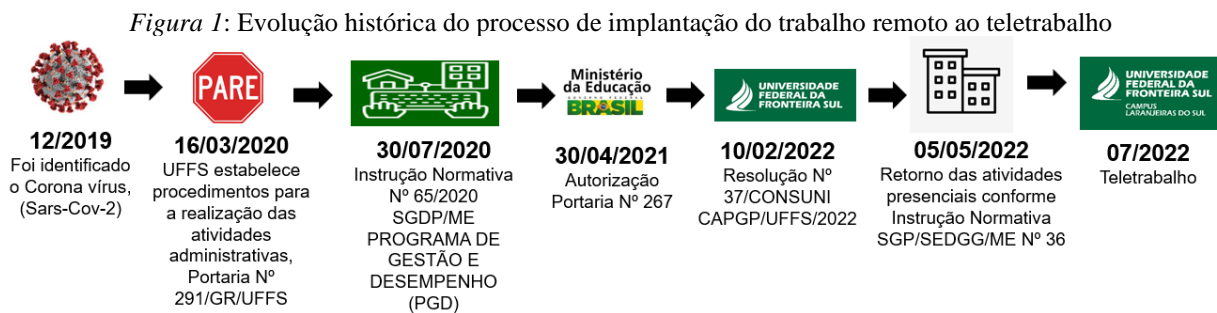 Figura 1: Evolução histórica do processo de implantação do trabalho remoto ao teletrabalho
12/2019
Foi identificado
o Corona vírus,
(Sars-Cov-2)
PARE
16/03/2020
UFFS estabelece
procedimentos para
a realização das
atividades
administrativas,
Portaria Nº
291/GR/UFFS
30/07/2020
Instrução Normativa
Nº 65/2020
SGDP/ME
PROGRAMA DE
GESTÃO E
DESEMPENHO
(PGD)
Ministério
da Educação
GOVERNO FEDERAL
BRASIL
30/04/2021
Autorização
Portaria Nº 267
UNIVERSIDADE
FEDERAL DA
FRONTEIRA SUL
10/02/2022
Resolução Nº
37/CONSUNI
CAPGP/UFFS/2022
05/05/2022
Retorno das atividades
presenciais conforme
Instrução Normativa
SGP/SEDGG/ME Nº 36
UNIVERSIDADE
FEDERAL DA
FRONTEIRA SUL
CAMPUS
LARANJEIRAS DO SUL
07/2022
Teletrabalho